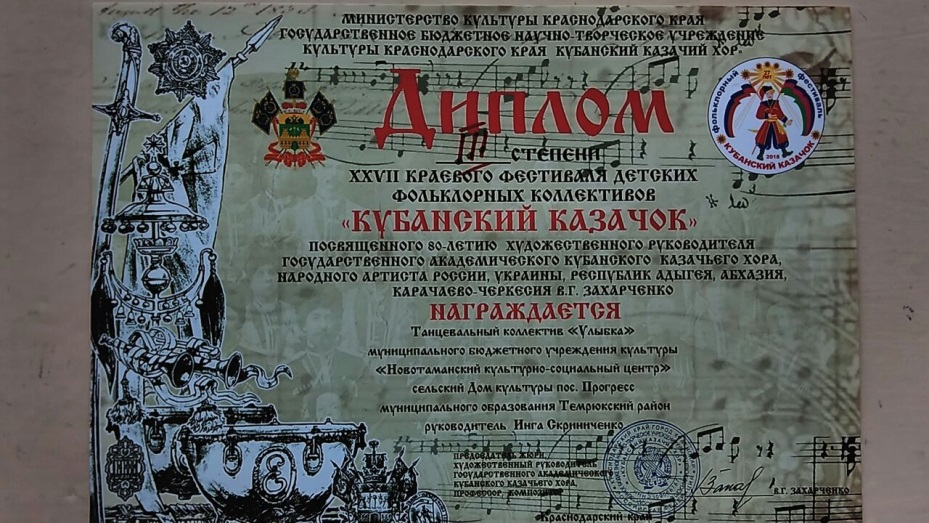 МИНИСТЕРСТВО КУЛЬТУРЫ КРАСНОДАРСКОГО КРАЯ
ГОСУДАРСТВЕННОЕ БЮДЖЕТНОЕ НАУЧНО-ТВОРЧЕСКОЕ УЧРЕЖДЕНИЕ
КУЛЬТУРЫ КРАСНОДАРСКОГО КРАЯ КУБАНСКИЙ КАЗАЧИЙ ХОР
ДИПЛОМ
III СТЕПЕНИ
XXVII КРАЕВОГО ФЕСТИВАЛЯ ДЕТСКИХ
ФОЛЬКЛОРНЫХ КОЛЛЕКТИВОВ
«КУБАНСКИЙ КАЗАЧОК»
ПОСВЯЩЕННОГО 80-ЛЕТИЮ ХУДОЖЕСТВЕННОГО РУКОВОДИТЕЛЯ
ГОСУДАРСТВЕННОГО АКАДЕМИЧЕСКОГО КУБАНСКОГО КАЗАЧЬЕГО ХОРА,
НАРОДНОГО АРТИСТА РОССИИ, УКРАИНЫ, РЕСПУБЛИК АДЫГЕЯ, АБХАЗИЯ,
КАРАЧАЕВО-ЧЕРКЕСИЯ В.Г. ЗАХАРЧЕНКО
НАГРАЖДАЕТСЯ
Танцевальный коллектив «Улыбка»
муниципального бюджетного учреждения культуры
«Новотаманский культурно-социальный центр»
сельский Дом культуры пос. Прогресс
муниципального образования Темрюкский район
руководитель Инга Скринниченко
ПРЕДСЕДАТЕЛЬ ЖЮРИ,
ХУДОЖЕСТВЕННЫЙ РУКОВОДИТЕЛЬ
ГОСУДАРСТВЕННОГО АКАДЕМИЧЕСКОГО
КУБАНСКОГО КАЗАЧЬЕГО ХОРА,
ПРОФЕССОР, КОМПОЗИТОР
В.Г. ЗАХАРЧЕНКО
Краснодарский край
ФОЛЬКЛОРНЫЙ ФЕСТИВАЛЬ
КУБАНСКИЙ КАЗАЧОК
2018